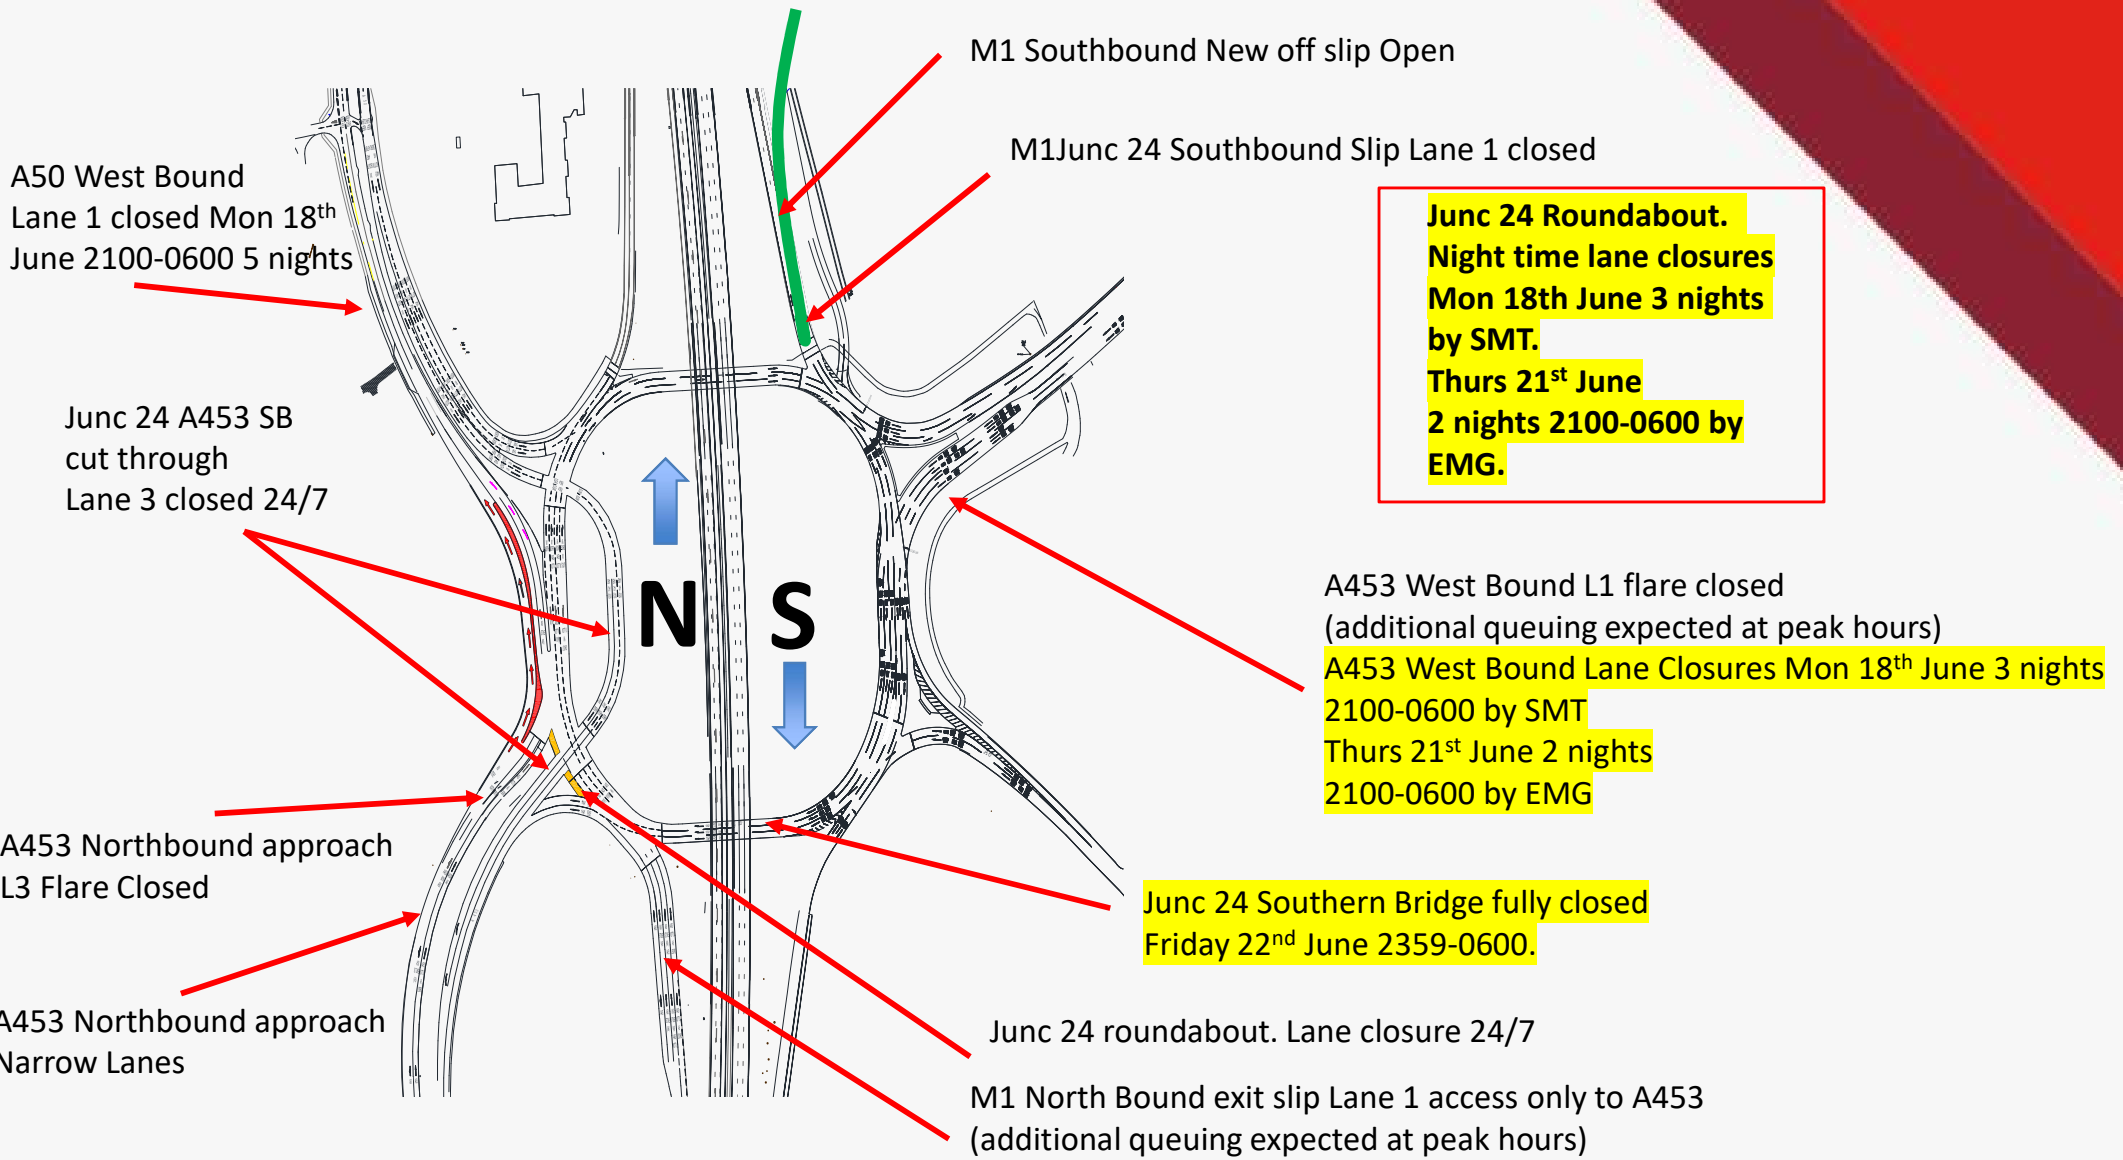 M1 Southbound New off slip Open
M1Junc 24 Southbound Slip Lane 1 closed
A50 West Bound
Lane 1 closed Mon 18th
June 2100-0600 5 nights
Junc 24 Roundabout.
Night time lane closures
Mon 18th June 3 nights
by SMT.
Thurs 21st June
2 nights 2100-0600 by
EMG.
Junc 24 A453 SB
cut through
Lane 3 closed 24/7
N S
A453 West Bound L1 flare closed
(additional queuing expected at peak hours)
A453 West Bound Lane Closures Mon 18th June 3 nights
2100-0600 by SMT
Thurs 21st June 2 nights
2100-0600 by EMG
A453 Northbound approach
L3 Flare Closed
Junc 24 Southern Bridge fully closed
Friday 22nd June 2359-0600.
A453 Northbound approach
Narrow Lanes
Junc 24 roundabout. Lane closure 24/7
M1 North Bound exit slip Lane 1 access only to A453
(additional queuing expected at peak hours)